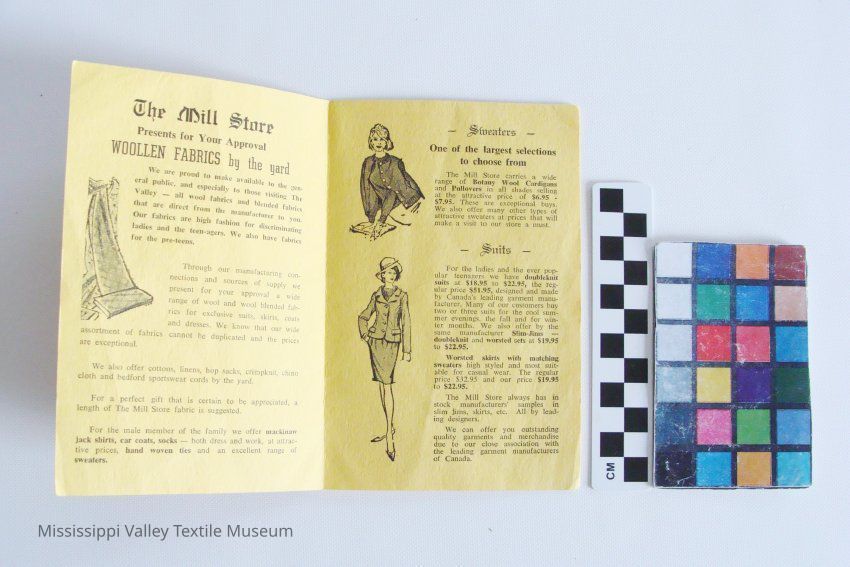 The Mill Store
Presents for Your Approval
WOOLLEN FABRICS by the yard
We are proud to make available to the gen-
eral public, and especially to those visiting The
Valley — all wool fabrics and blended fabrics
that are direct from the manufacturer to you.
Our fabrics are high fashion for discriminating
ladies and the teen-agers. We also have fabrics
for the pre-teens.
Through our manufacturing con-
nections and sources of supply we
present for your approval a wide
range of wool and wool blended fab-
rics for exclusive suits, skirts, coats
and dresses. We know that our wide
assortment of fabrics cannot be duplicated and the prices
are exceptional.
We also offer cottons, linens, hop sacks, crimpknit, chino
cloth and bedford sportswear cords by the yard.
For a perfect gift that is certain to be appreciated, a
length of The Mill Store fabric is suggested.
For the male member of the family we offer mackinaw
jack shirts, car coats, socks — both dress and work, at attrac-
tive prices, hand woven ties and an excellent range of
sweaters.
— Sweaters —
One of the largest selections
to choose from
The Mill Store carries a wide
range of Botany Wool Cardigans
and Pullovers in all shades selling
at the attractive price of $6.95 -
$7.95. These are exceptional buys.
We also offer many other types of
attractive sweaters at prices that will
make a visit to our store a must.
— Suits —
For the ladies and the ever pop-
ular teenagers we have doubleknit
suits at $18.95 to $22.95, the reg-
ular price $51.95, designed and made
by Canada's leading garment manu-
facturer. Many of our customers buy
two or three suits for the cool sum-
mer evenings, the fall and for win-
ter months. We also offer by the
same manufacturer Slim-Jims —
doubleknit and worsted sets at $19.95
to $22.95.
Worsted skirts with matching
sweaters high styled and most suit-
able for casual wear. The regular
price $32.95 and our price $19.95
to $22.95.
The Mill Store always has in
stock manufacturers' samples in
slim jims, skirts, etc. All by lead-
ing designers.
We can offer you outstanding
quality garments and merchandise
due to our close association with
the leading garment manufacturers
of Canada.
CM
Mississippi Valley Textile Museum